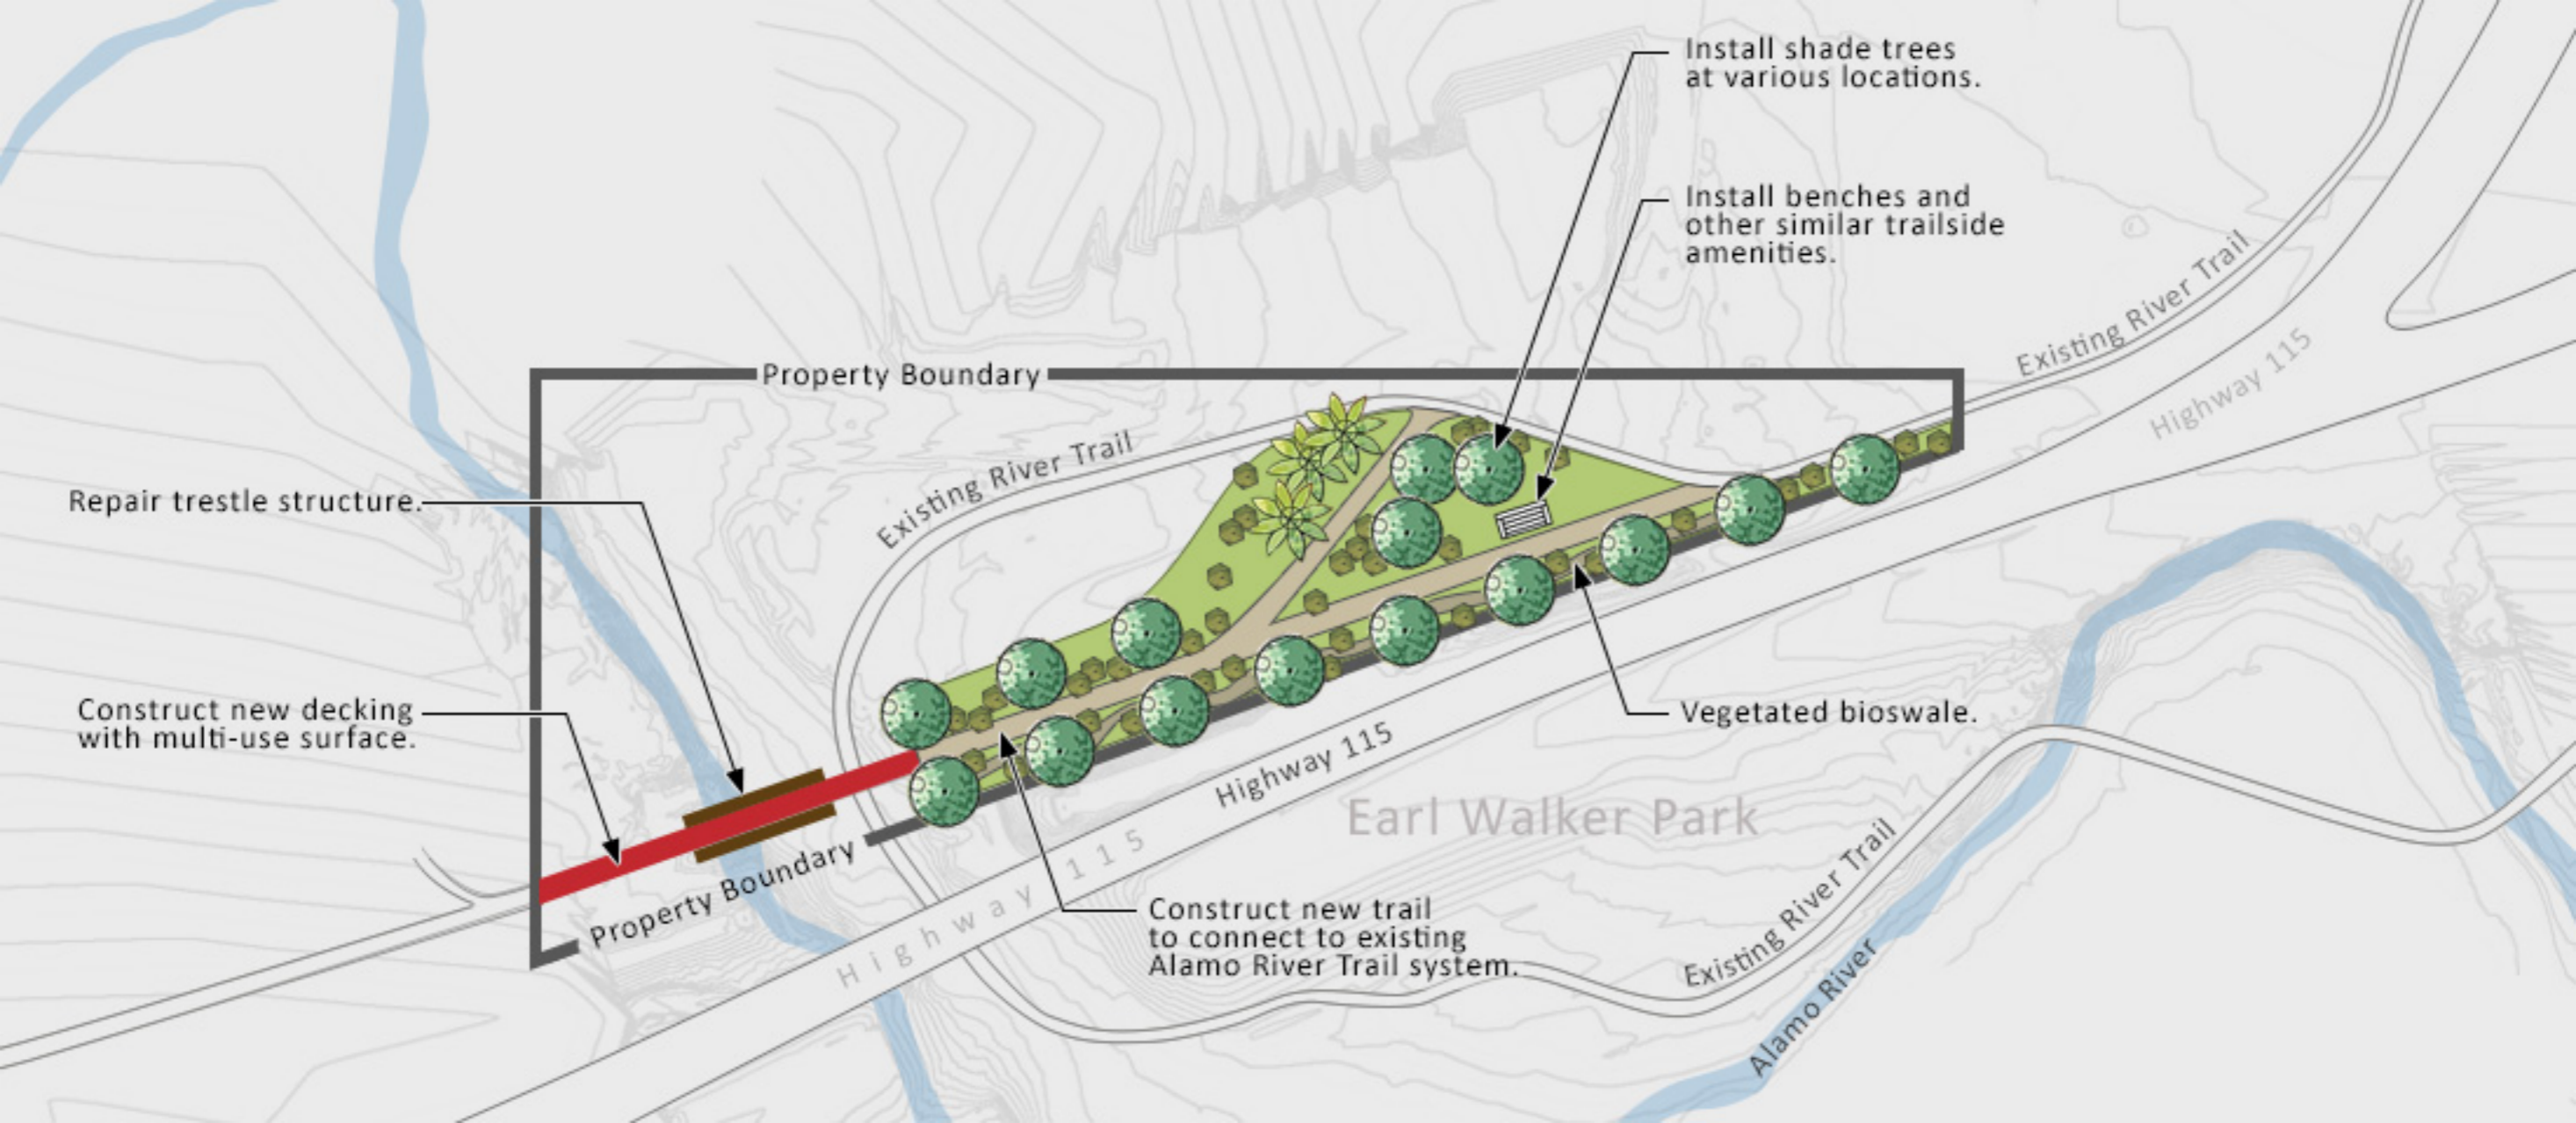 Install shade trees
at various locations.
Install benches and
other similar trailside
amenities.
Existing River Trail
Highway 115
Property Boundary
Existing River Trail
Repair trestle structure.
Construct new decking
with multi-use surface.
Vegetated bioswale.
Highway 115
Earl Walker Park
Property Boundary
Highway 115
Construct new trail
to connect to existing
Alamo River Trail system.
Existing River Trail
Alamo River